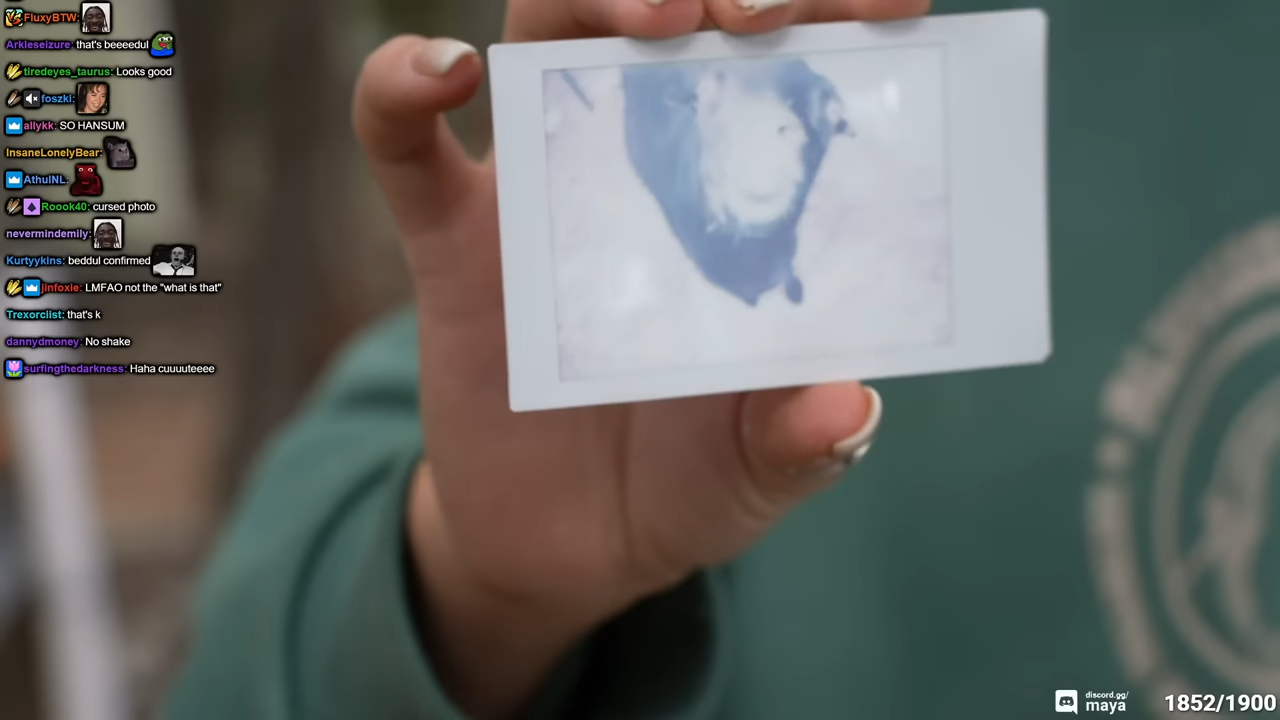 FluxyBTW:
Arkleseizure: that's beeeedul
tiredeyes_taurus: Looks good
foszki:
allykk: SO HANSUM
InsaneLonelyBear:
AthulNL:
Roook40: cursed photo
nevermindemily:
Kurtyykins: beddul confirmed
jinfoxie: LMFAO not the "what is that"
Trexorcist: that's k
dannydmoney: No shake
surfingthedarkness: Haha cuuuuteeee
discord.gg/
maya
1852/1900